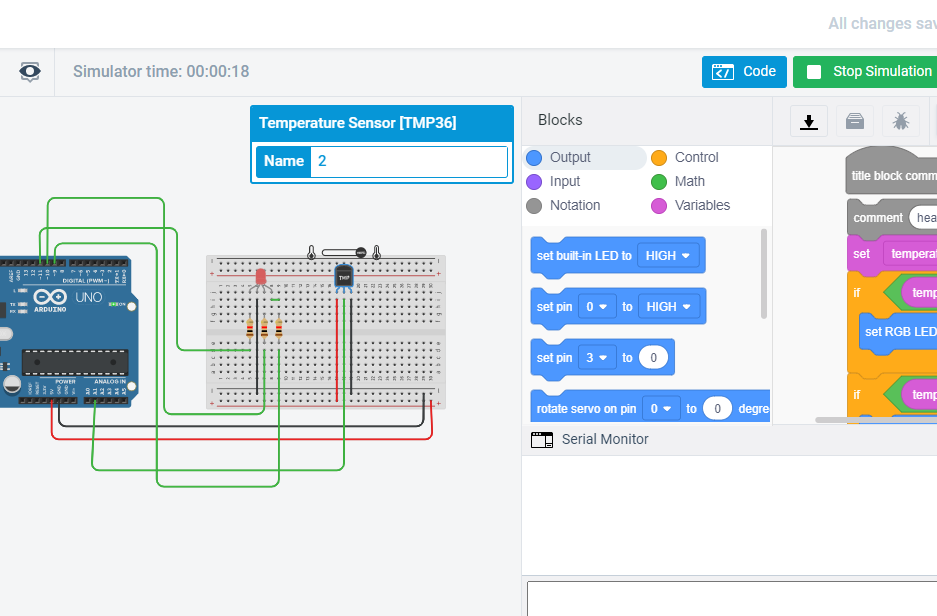 All changes sav
Simulator time: 00:00:18
Code
Stop Simulation
Temperature Sensor [TMP36]
Name 2
Blocks
Output
Control
Input
Math
Notation
Variables
title block comm
comment hea
set temperat
if temp
set RGB LED
if temp
set built-in LED to HIGH
set pin 0 to HIGH
set pin 3 to 0
rotate servo on pin 0 to 0 degre
Serial Monitor
DIGITAL (PWM~)
UNO
ARDUINO
POWER
ANALOG IN
TMP